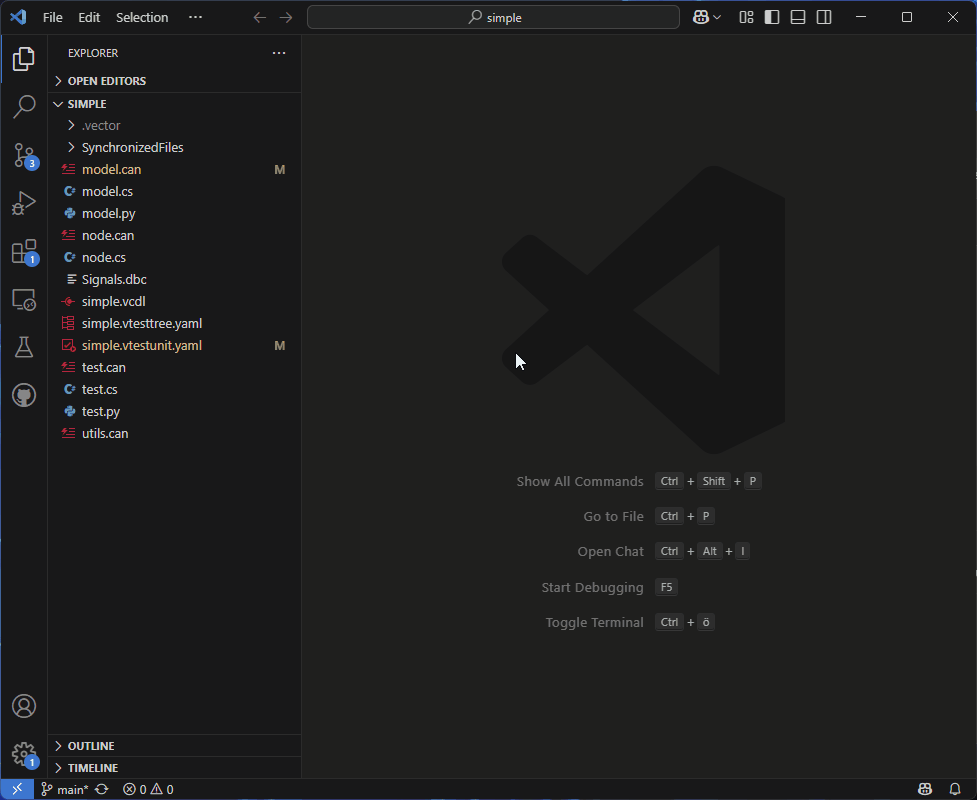 File Edit Selection ··· simple
EXPLORER ···
OPEN EDITORS
SIMPLE
.vector
SynchronizedFiles
3
model.can M
model.cs
model.py
node.can
node.cs
1
Signals.dbc
simple.vcdl
simple.vtesttree.yaml
simple.vtestunit.yaml M
test.can
test.cs
test.py
utils.can
Show All Commands Ctrl + Shift + P
Go to File Ctrl + P
Open Chat Ctrl + Alt + I
Start Debugging F5
Toggle Terminal Ctrl + ö
OUTLINE
1
TIMELINE
main* 0 0